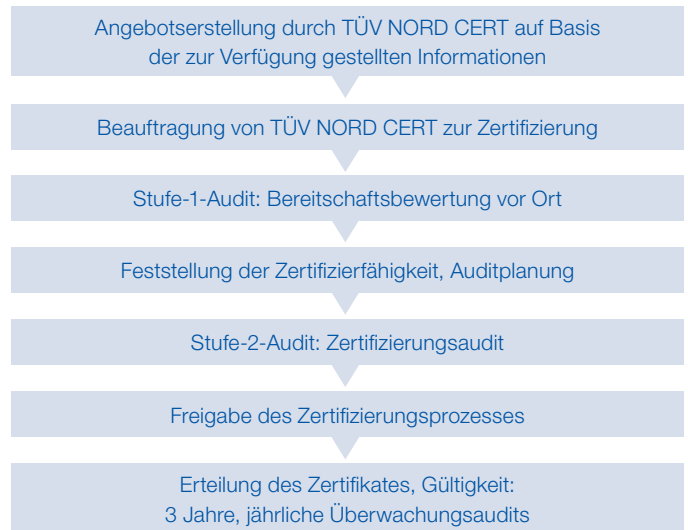 Angebotserstellung durch TÜV NORD CERT auf Basis
der zur Verfügung gestellten Informationen
Beauftragung von TÜV NORD CERT zur Zertifizierung
Stufe-1-Audit: Bereitschaftsbewertung vor Ort
Feststellung der Zertifizierfähigkeit, Auditplanung
Stufe-2-Audit: Zertifizierungsaudit
Freigabe des Zertifizierungsprozesses
Erteilung des Zertifikates, Gültigkeit:
3 Jahre, jährliche Überwachungsaudits